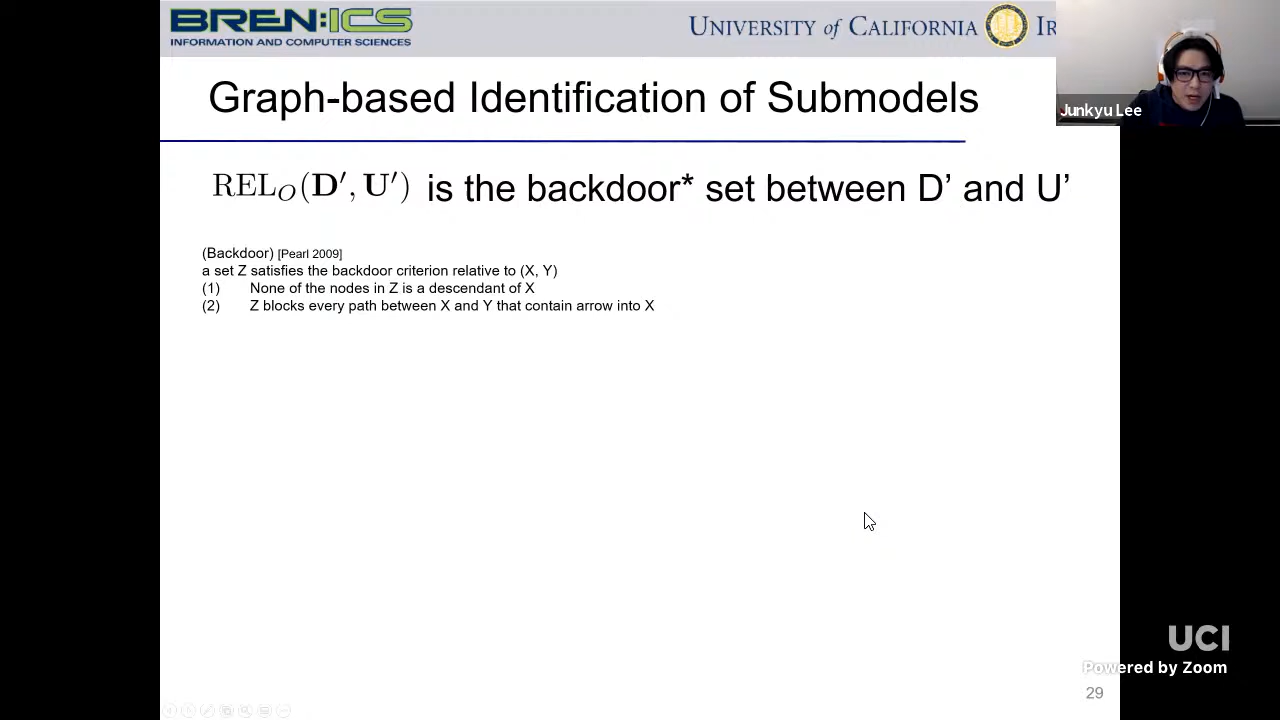 BREN:ICS
INFORMATION AND COMPUTER SCIENCES
UNIVERSITY of CALIFORNIA IR
Junkyu Lee
Graph-based Identification of Submodels
REL_O(D′, U′) is the backdoor* set between D’ and U’
(Backdoor) [Pearl 2009]
a set Z satisfies the backdoor criterion relative to (X, Y)
(1) None of the nodes in Z is a descendant of X
(2) Z blocks every path between X and Y that contain arrow into X
UCI
Powered by Zoom
29